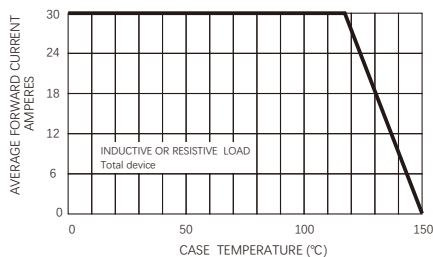 AVERAGE FORWARD CURRENT
AMPERES
30
24
18
12
6
0
INDUCTIVE OR RESISTIVE LOAD
Total device
0 50 100 150
CASE TEMPERATURE (℃)